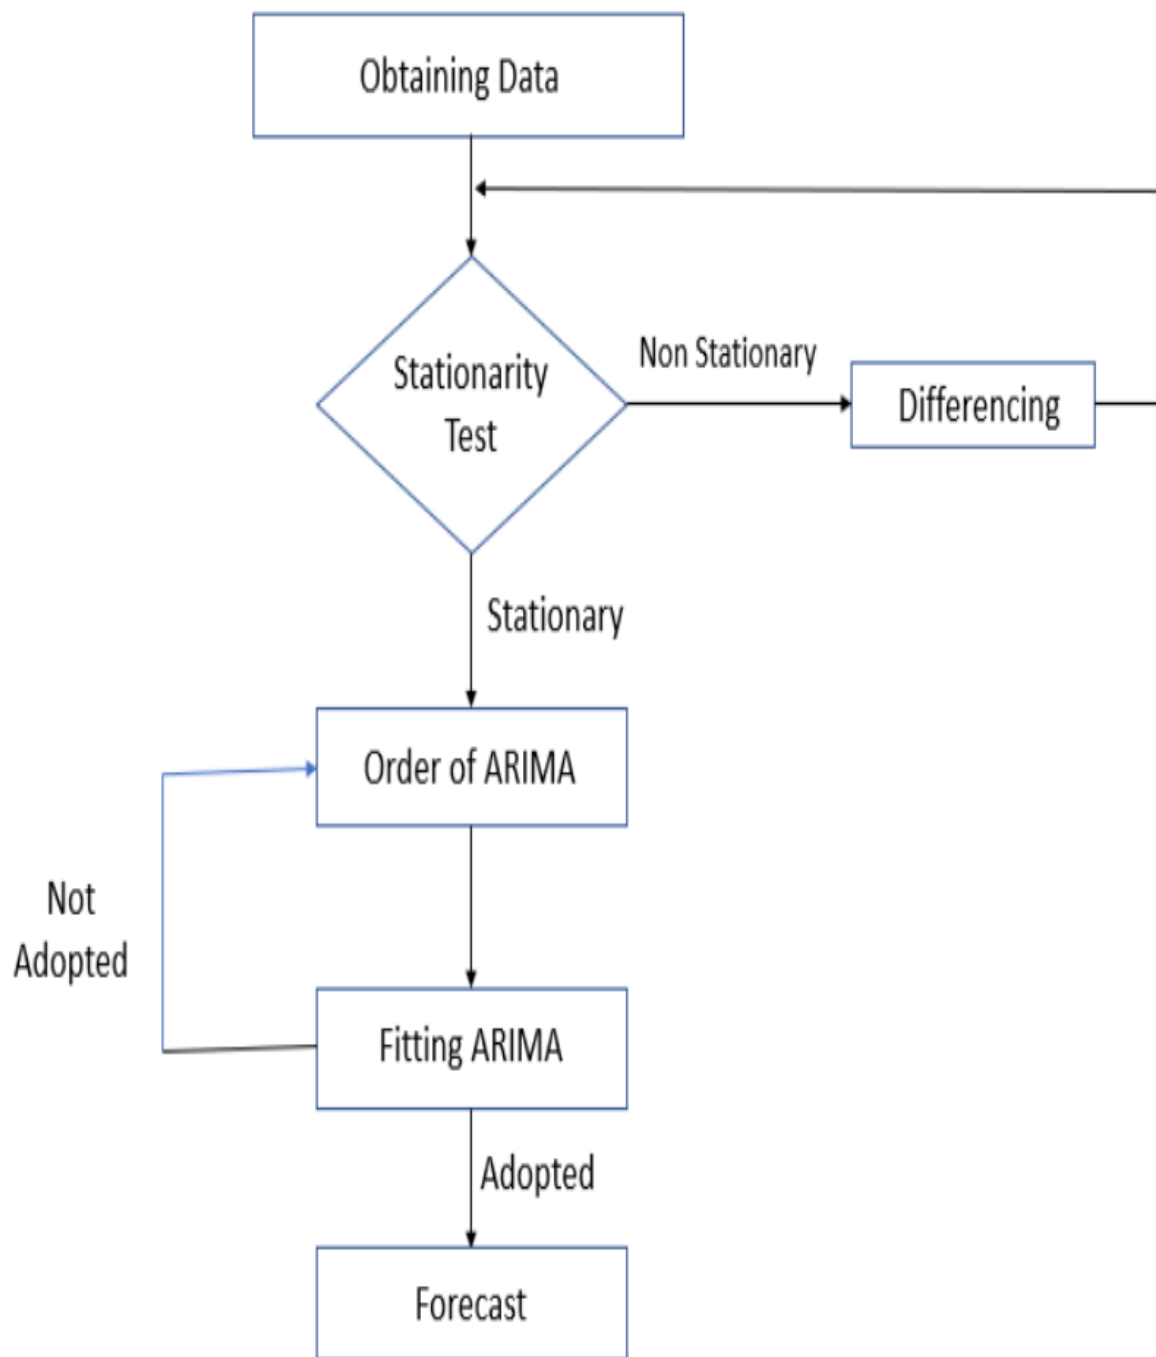 Obtaining Data
Stationarity
Test
Non Stationary
Differencing
Stationary
Order of ARIMA
Not
Adopted
Fitting ARIMA
Adopted
Forecast